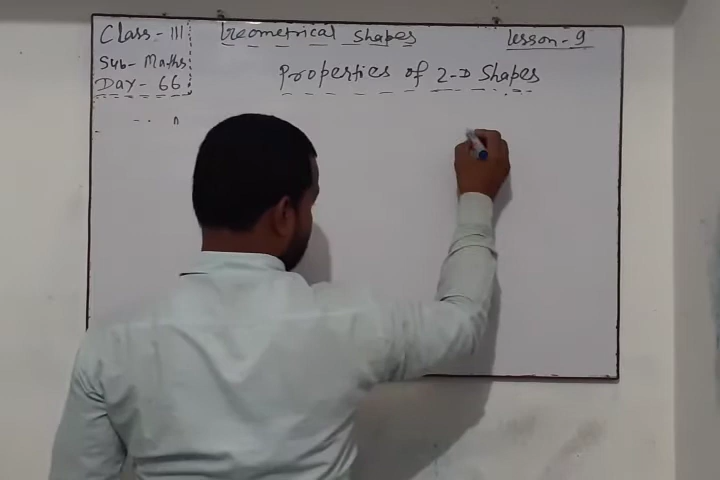 Class - III
Geometrical shapes
Lesson - 9
Sub - Maths
Properties of 2-D Shapes
Day - 66